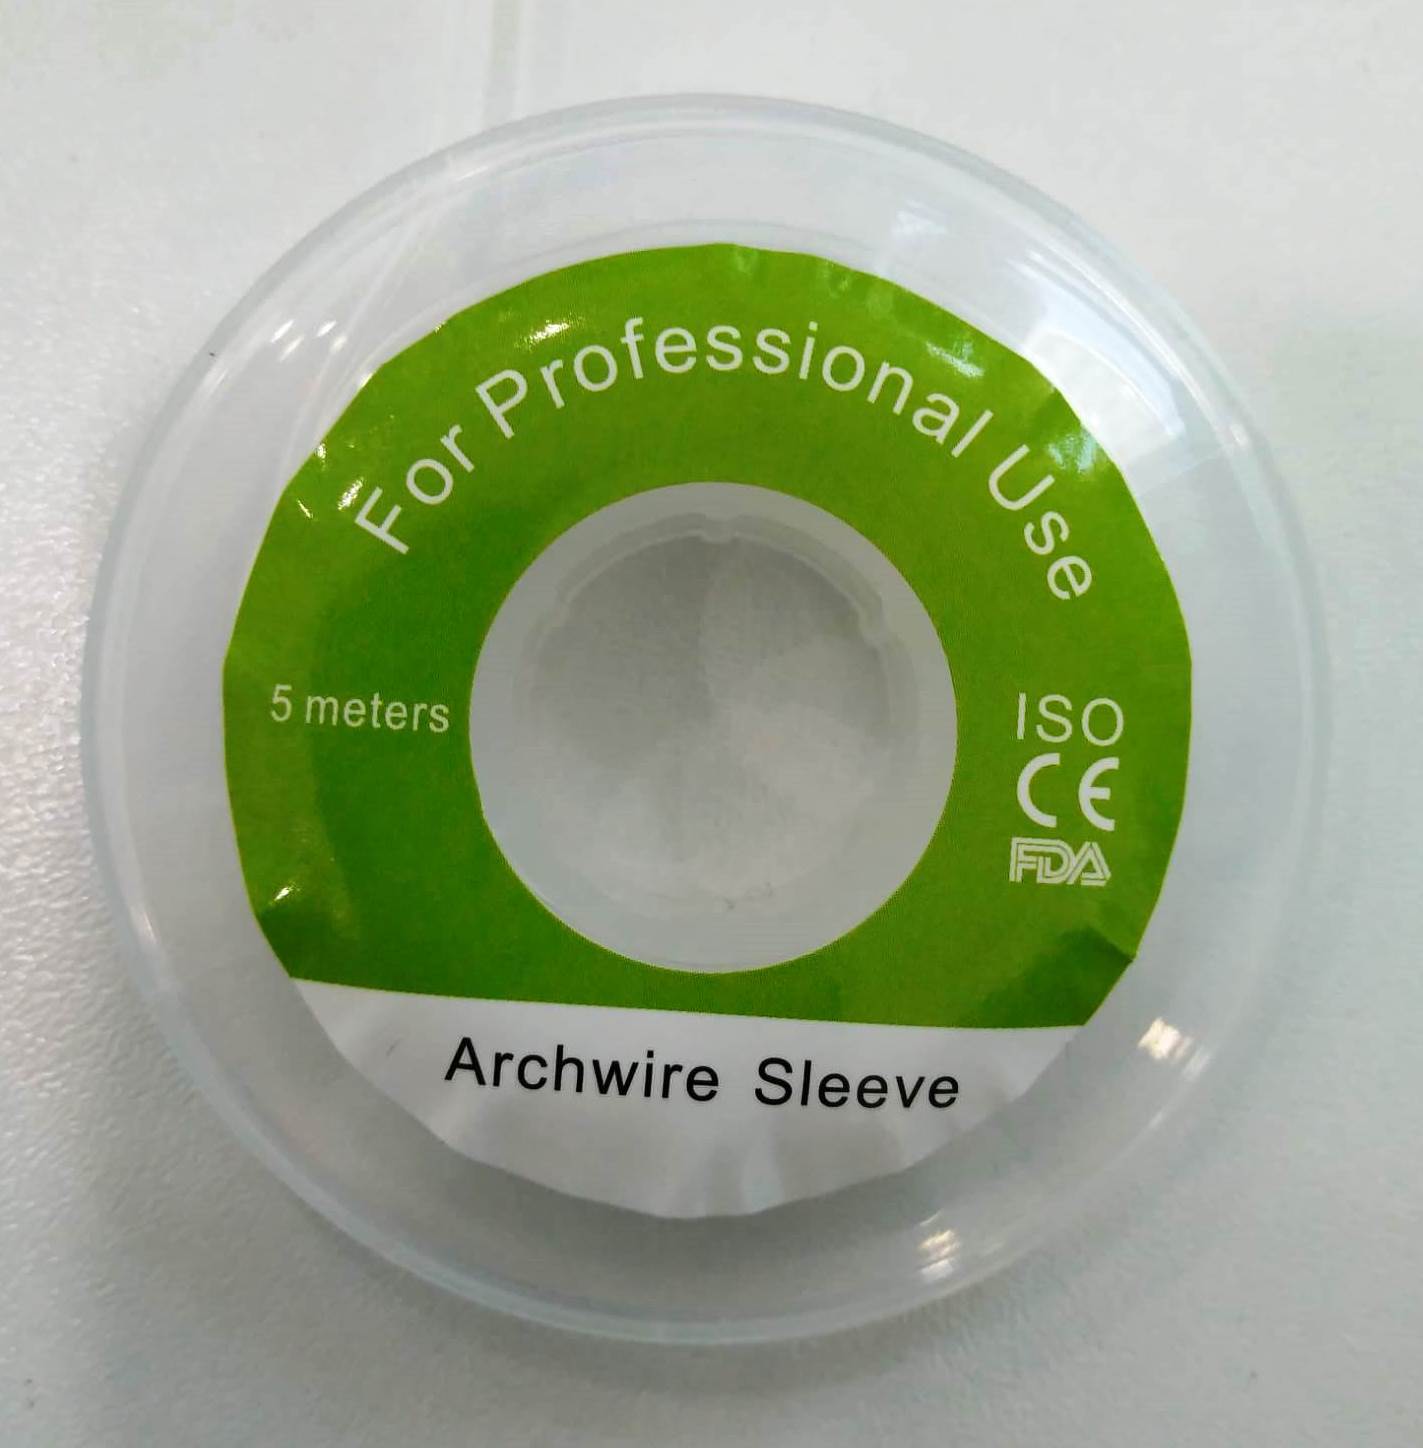 For Professional Use
5 meters
ISO
CE
FDA
Archwire Sleeve